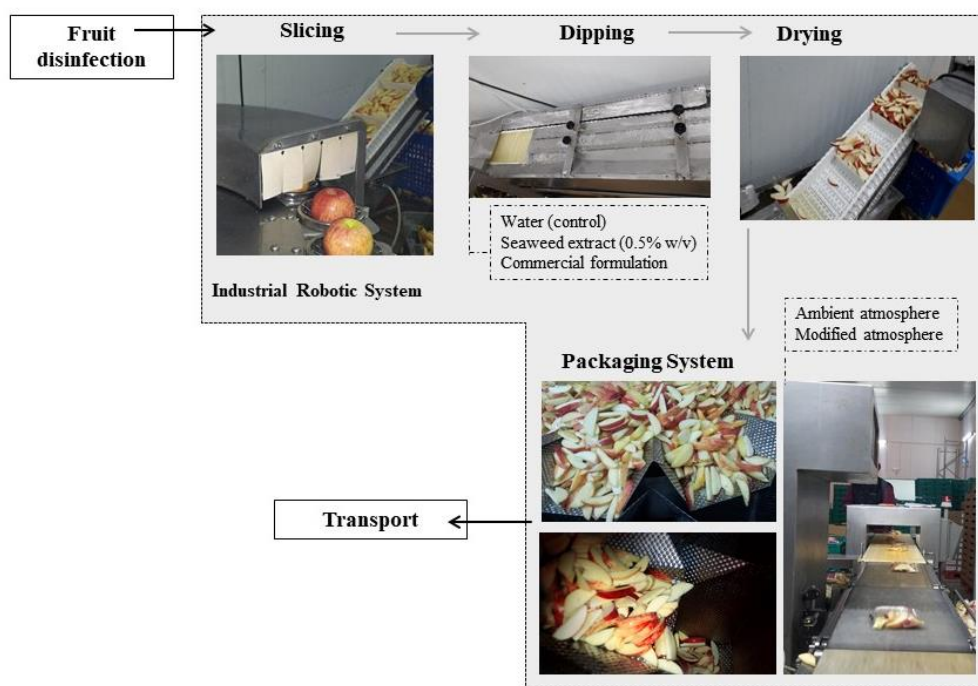 Fruit
disinfection
Slicing
Dipping
Drying
Water (control)
Seaweed extract (0.5% w/v)
Commercial formulation
Industrial Robotic System
Ambient atmosphere
Modified atmosphere
Packaging System
Transport